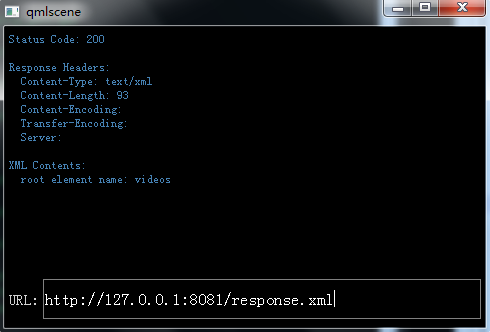 qmlscene
Status Code: 200
Response Headers:
Content-Type: text/xml
Content-Length: 93
Content-Encoding:
Transfer-Encoding:
Server:
XML Contents:
root element name: videos
URL: http://127.0.0.1:8081/response.xml